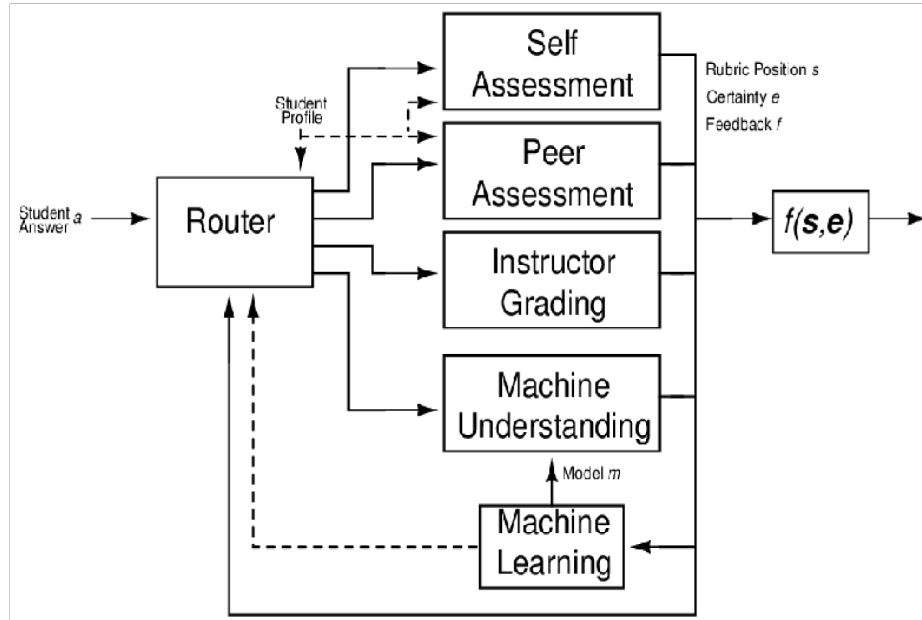 Self
Assessment
Rubric Position s
Certainty e
Feedback f
Student
Profile
Peer
Assessment
Student a
Answer
Router
f(s,e)
Instructor
Grading
Machine
Understanding
Model m
Machine
Learning